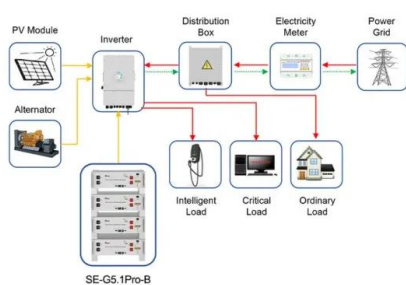 PV Module
Inverter
Distribution
Box
Electricity
Meter
Power
Grid
Alternator
Intelligent
Load
Critical
Load
Ordinary
Load
SE-G5.1Pro-B